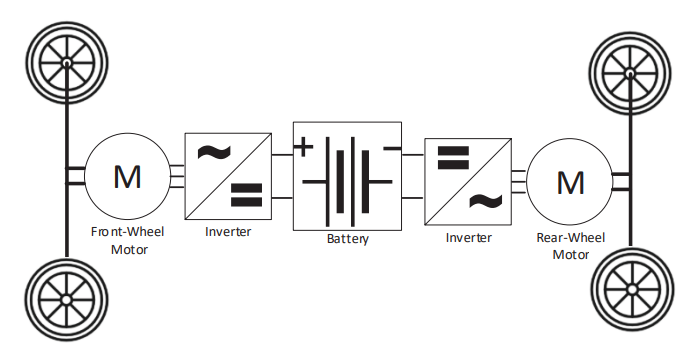 M
Front-Wheel
Motor
Inverter
+
−
Battery
Inverter
M
Rear-Wheel
Motor